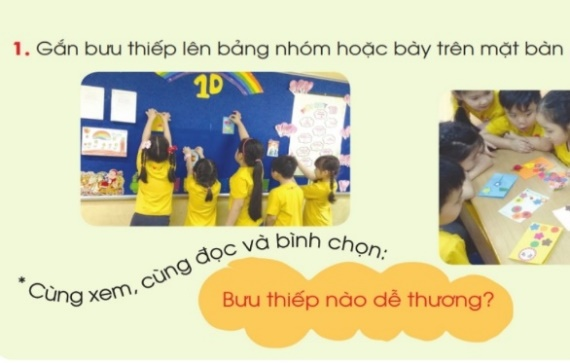 1. Gắn bưu thiếp lên bảng nhóm hoặc bày trên mặt bàn
1D
* Cùng xem, cùng đọc và bình chọn:
Bưu thiếp nào dễ thương?